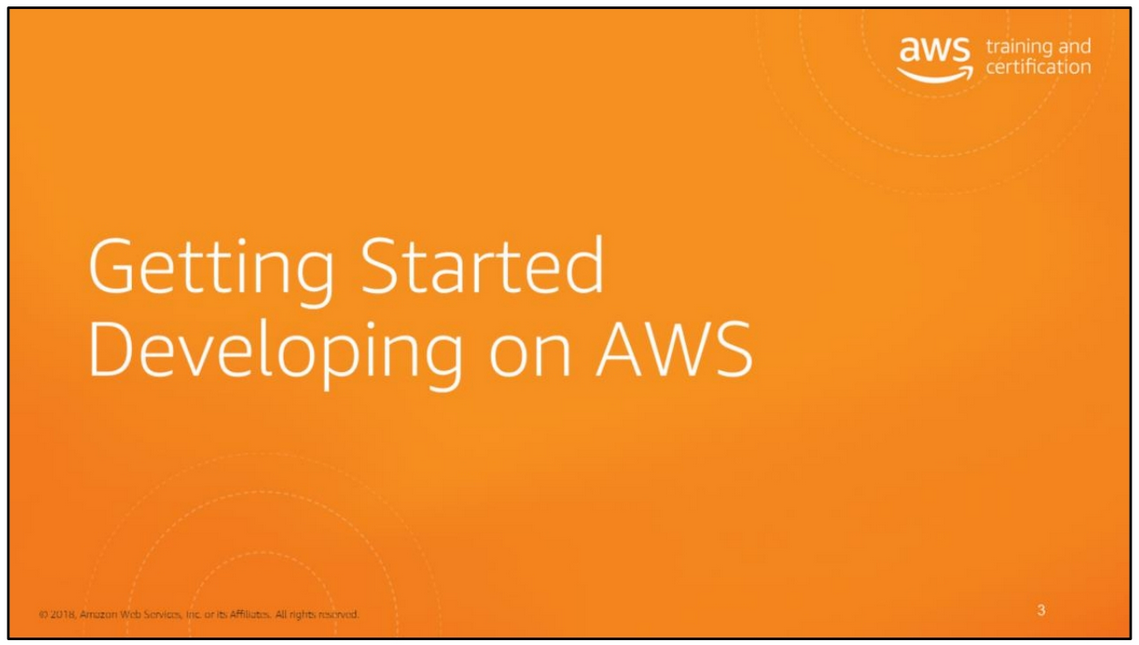 aws training and
certification
Getting Started
Developing on AWS
© 2018, Amazon Web Services, Inc. or its Affiliates. All rights reserved.
3